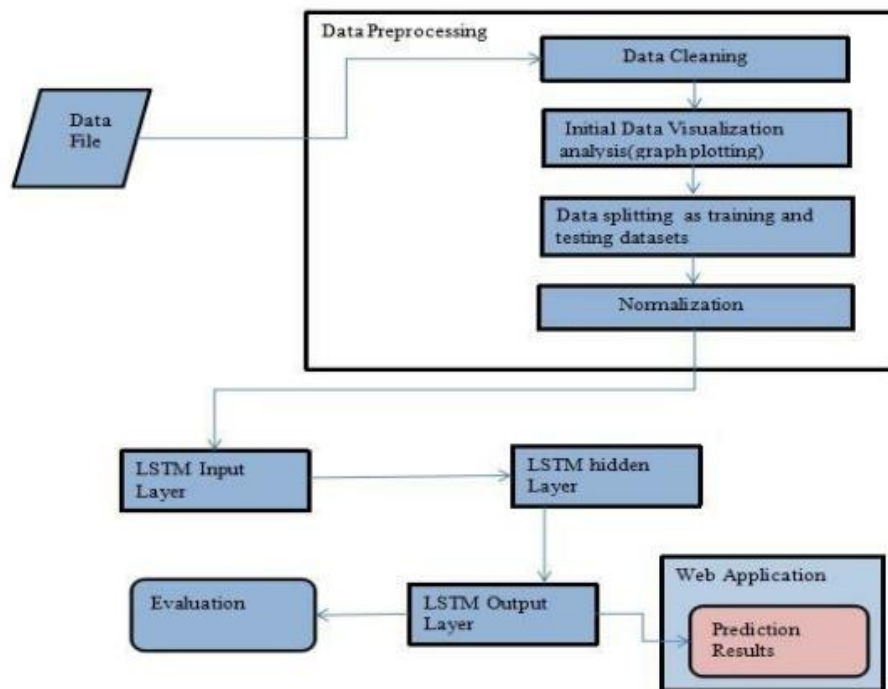 Data Preprocessing
Data File
Data Cleaning
Initial Data Visualization
analysis(graph plotting)
Data splitting as training and
testing datasets
Normalization
LSTM Input
Layer
LSTM hidden
Layer
Evaluation
LSTM Output
Layer
Web Application
Prediction
Results